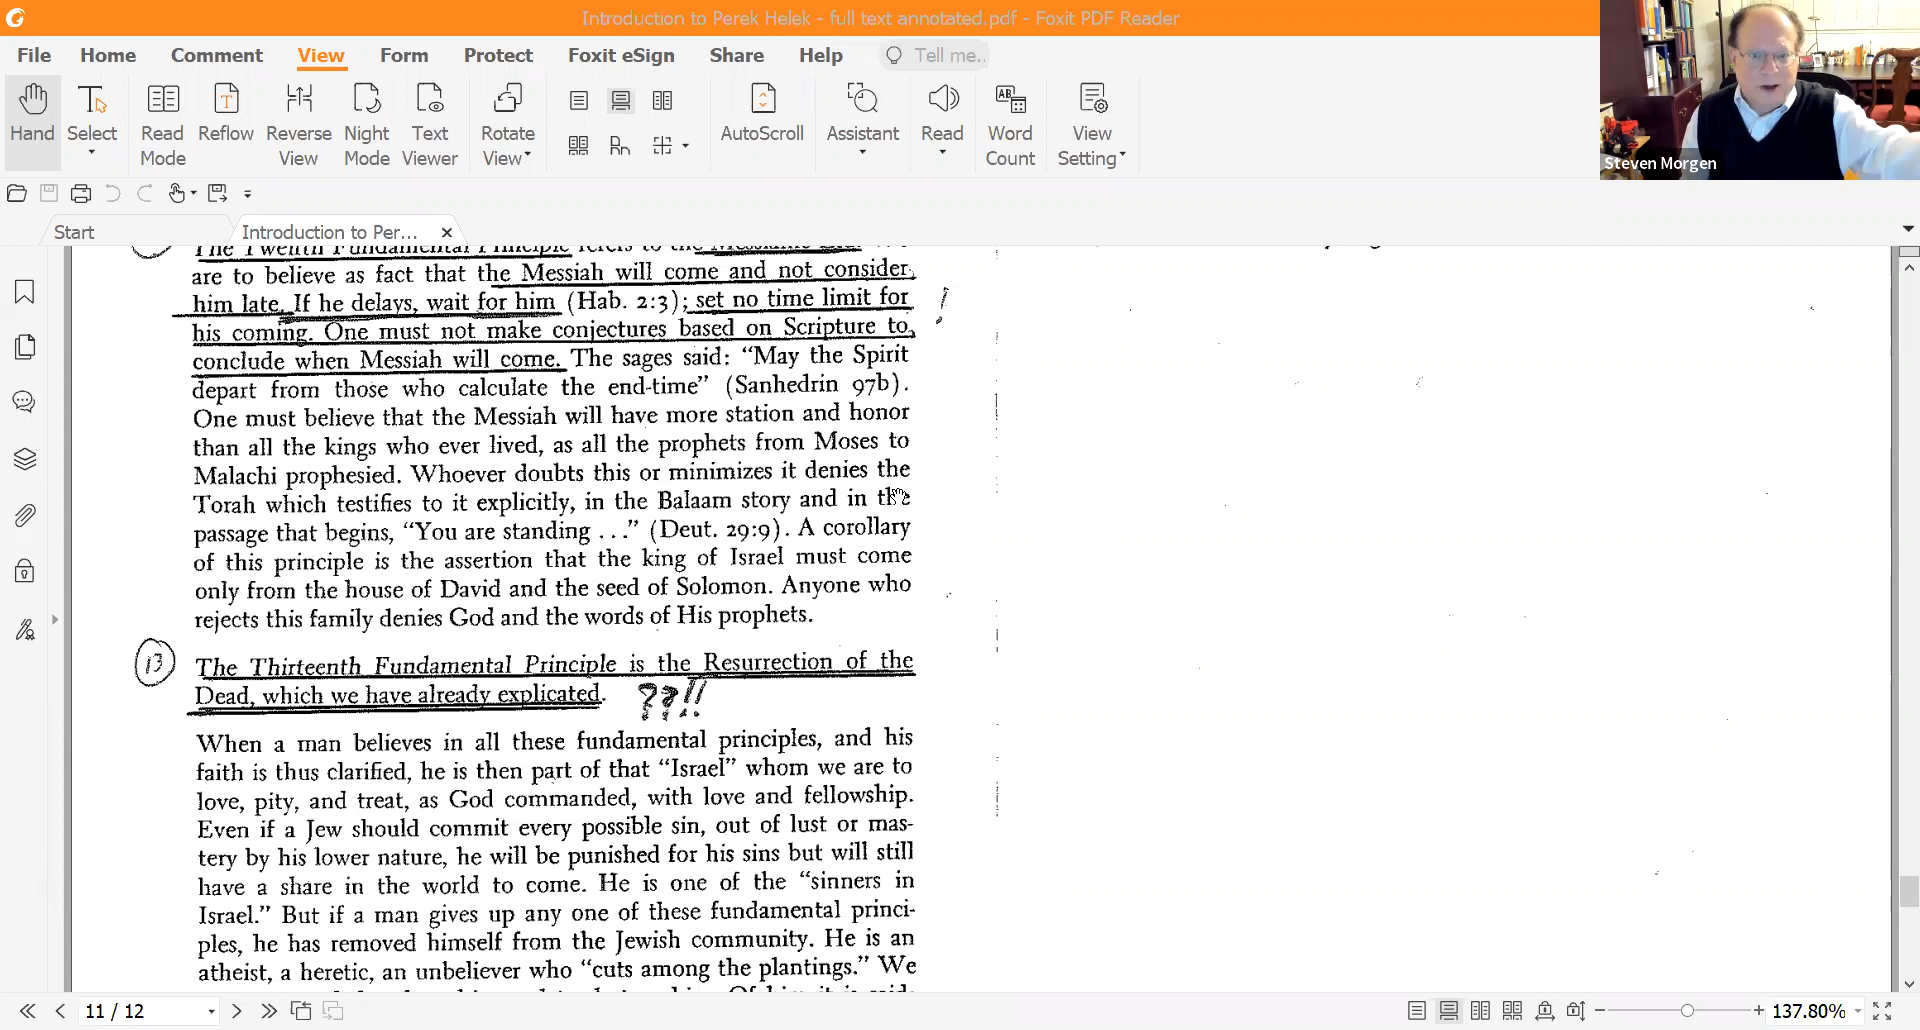 Introduction to Perek Helek - full text annotated.pdf - Foxit PDF Reader
File Home Comment View Form Protect Foxit eSign Share Help Tell me..
Hand Select Read Mode Reflow Reverse View Night Mode Text Viewer Rotate View AutoScroll Assistant Read Word Count View Setting
Steven Morgen
Start Introduction to Per...
The Twelfth Fundamental Principle refers to the
are to believe as fact that the Messiah will come and not consider
him late. If he delays, wait for him (Hab. 2:3); set no time limit for
his coming. One must not make conjectures based on Scripture to
conclude when Messiah will come. The sages said: “May the Spirit
depart from those who calculate the end-time” (Sanhedrin 97b).
One must believe that the Messiah will have more station and honor
than all the kings who ever lived, as all the prophets from Moses to
Malachi prophesied. Whoever doubts this or minimizes it denies the
Torah which testifies to it explicitly, in the Balaam story and in the
passage that begins, “You are standing . . .” (Deut. 29:9). A corollary
of this principle is the assertion that the king of Israel must come
only from the house of David and the seed of Solomon. Anyone who
rejects this family denies God and the words of His prophets.
13
The Thirteenth Fundamental Principle is the Resurrection of the
Dead, which we have already explicated. ??!!
When a man believes in all these fundamental principles, and his
faith is thus clarified, he is then part of that “Israel” whom we are to
love, pity, and treat, as God commanded, with love and fellowship.
Even if a Jew should commit every possible sin, out of lust or mas-
tery by his lower nature, he will be punished for his sins but will still
have a share in the world to come. He is one of the “sinners in
Israel.” But if a man gives up any one of these fundamental princi-
ples, he has removed himself from the Jewish community. He is an
atheist, a heretic, an unbeliever who “cuts among the plantings.” We
11 / 12
137.80%